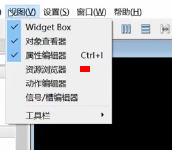 视图(V) 设置(S) 窗口(W) 帮助(H)
Widget Box
对象查看器
属性编辑器 Ctrl+I
资源浏览器
动作编辑器
信号/槽编辑器
工具栏